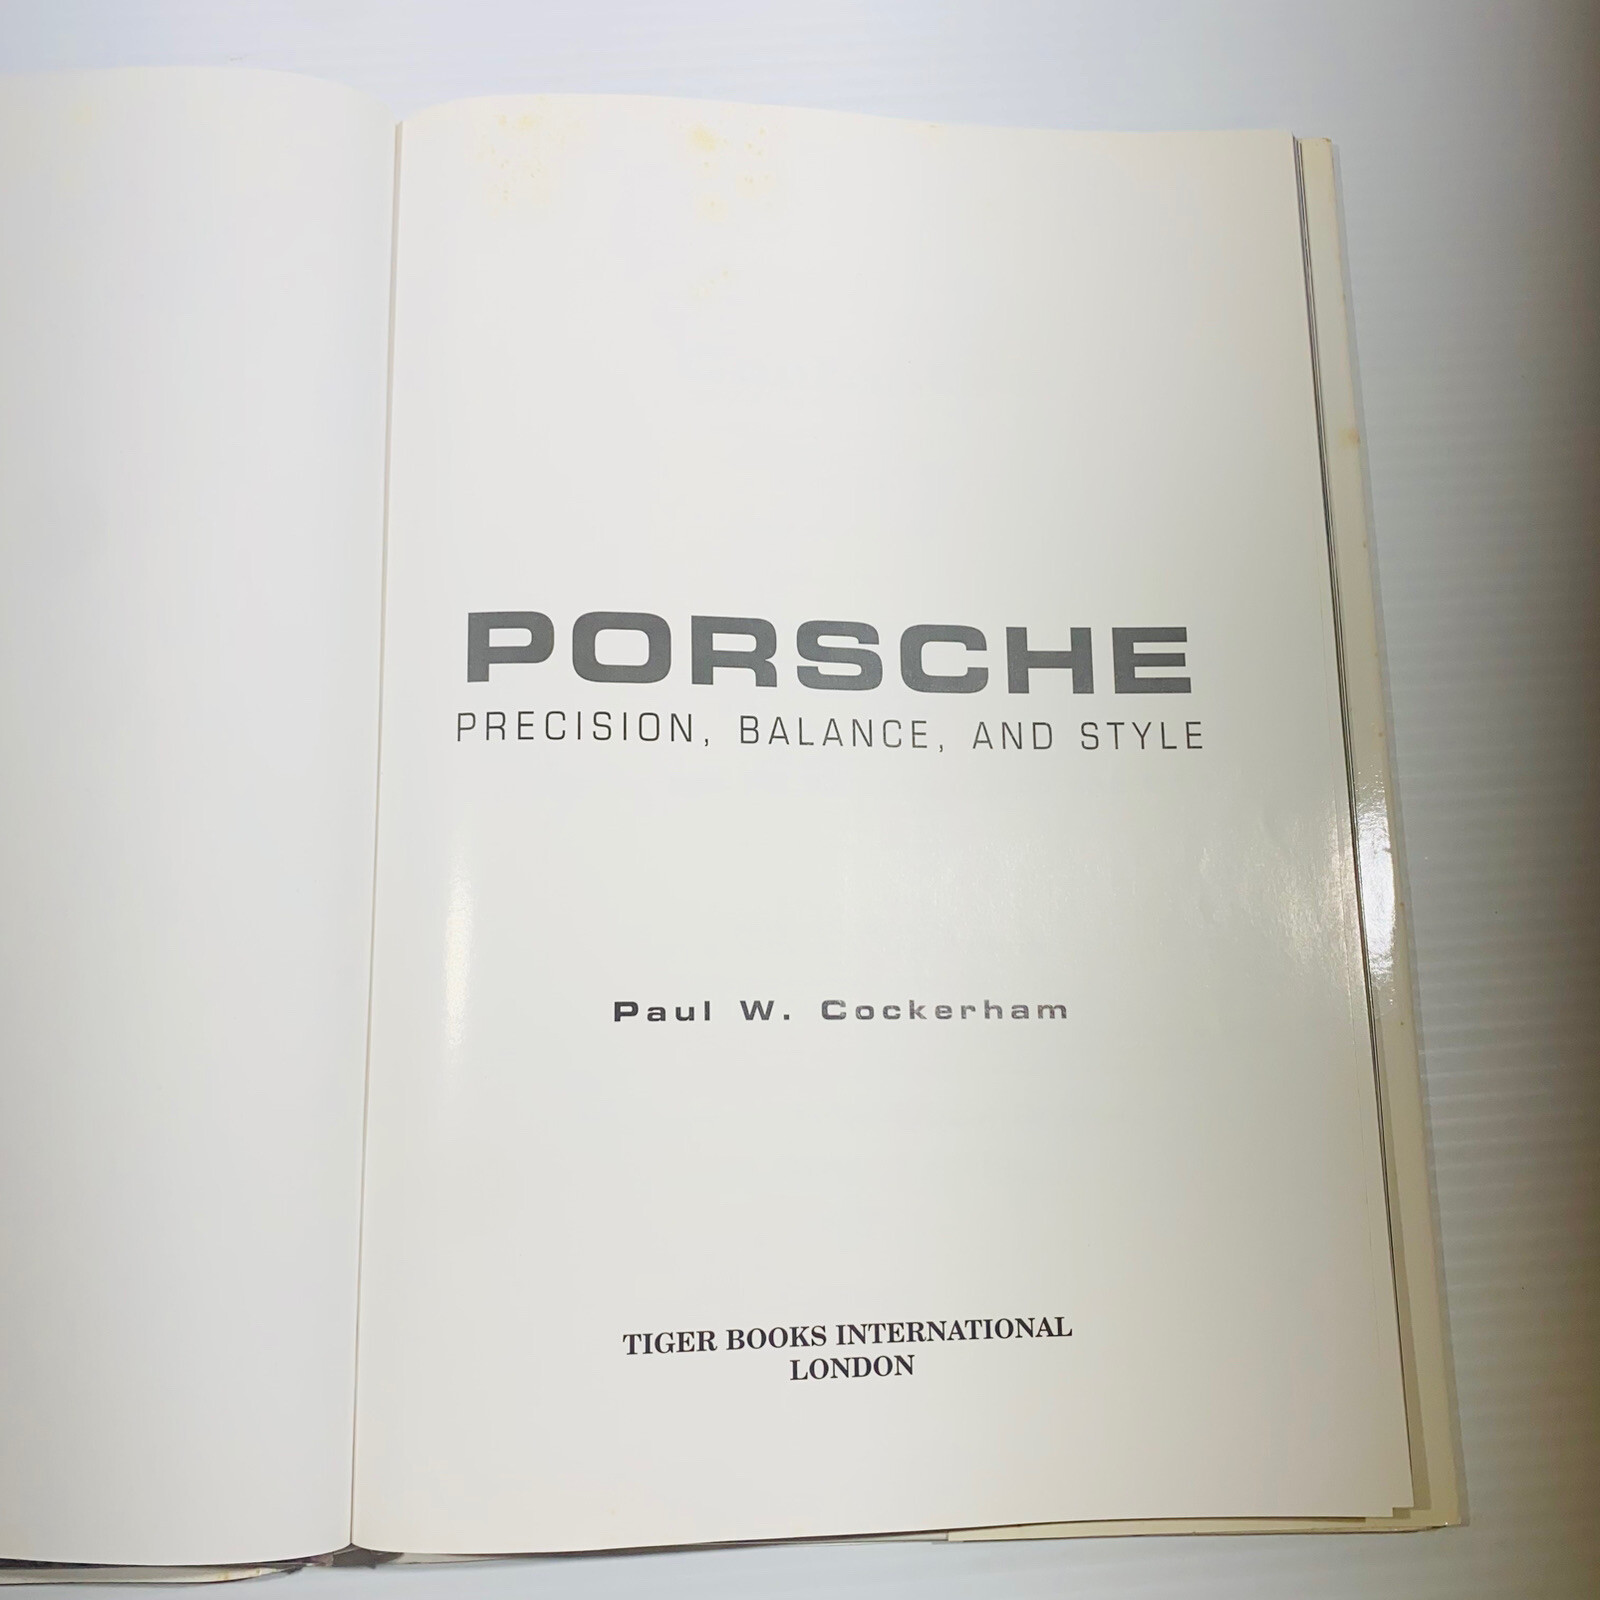 PORSCHE
PRECISION, BALANCE, AND STYLE
Paul W. Cockerham
TIGER BOOKS INTERNATIONAL
LONDON